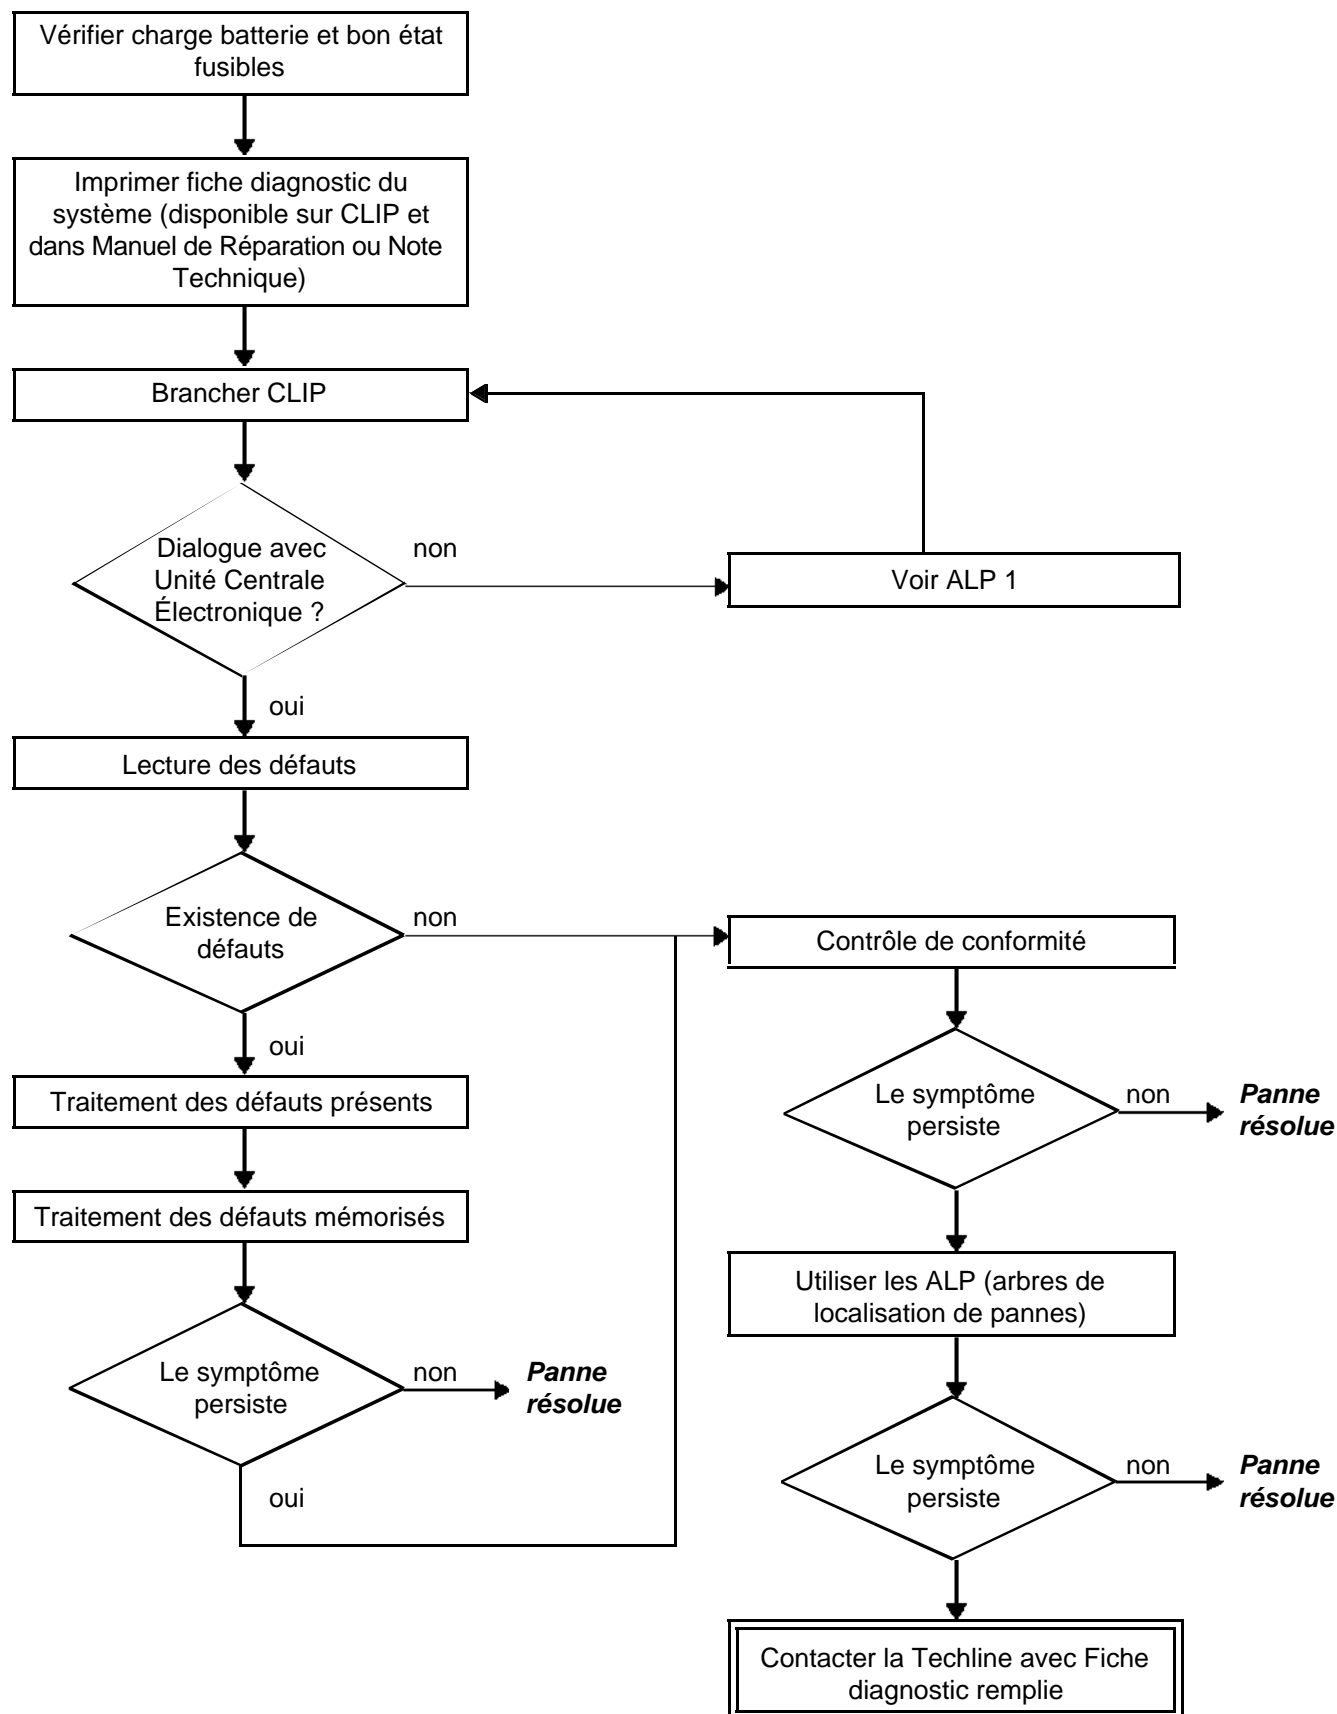 Vérifier charge batterie et bon état
fusibles
Imprimer fiche diagnostic du
système (disponible sur CLIP et
dans Manuel de Réparation ou Note
Technique)
Brancher CLIP
Dialogue avec
Unité Centrale
Électronique ?
non
Voir ALP 1
oui
Lecture des défauts
Existence de
défauts
non
Contrôle de conformité
oui
Le symptôme
persiste
non
Panne
résolue
Traitement des défauts présents
Traitement des défauts mémorisés
Utiliser les ALP (arbres de
localisation de pannes)
Le symptôme
persiste
non
Panne
résolue
oui
Le symptôme
persiste
non
Panne
résolue
Contacter la Techline avec Fiche
diagnostic remplie